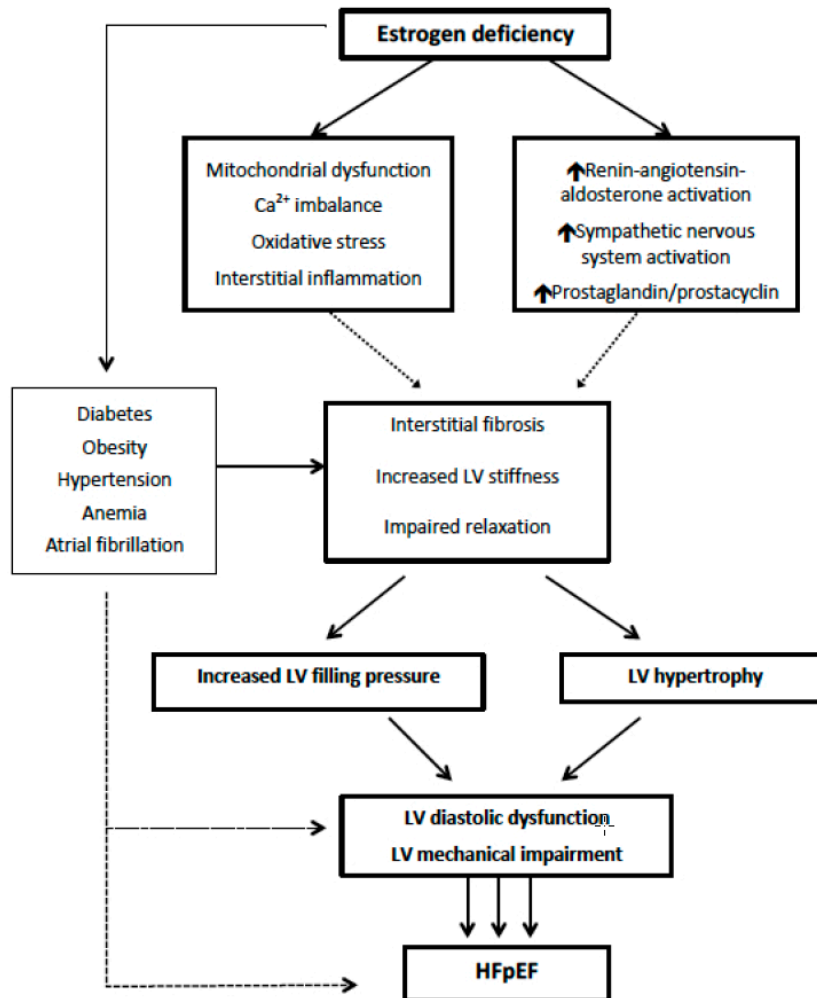 Estrogen deficiency
Mitochondrial dysfunction
Ca²⁺ imbalance
Oxidative stress
Interstitial inflammation
🡅Renin-angiotensin-
aldosterone activation
🡅Sympathetic nervous
system activation
🡅Prostaglandin/prostacyclin
Diabetes
Obesity
Hypertension
Anemia
Atrial fibrillation
Interstitial fibrosis
Increased LV stiffness
Impaired relaxation
Increased LV filling pressure
LV hypertrophy
LV diastolic dysfunction
LV mechanical impairment
HFpEF